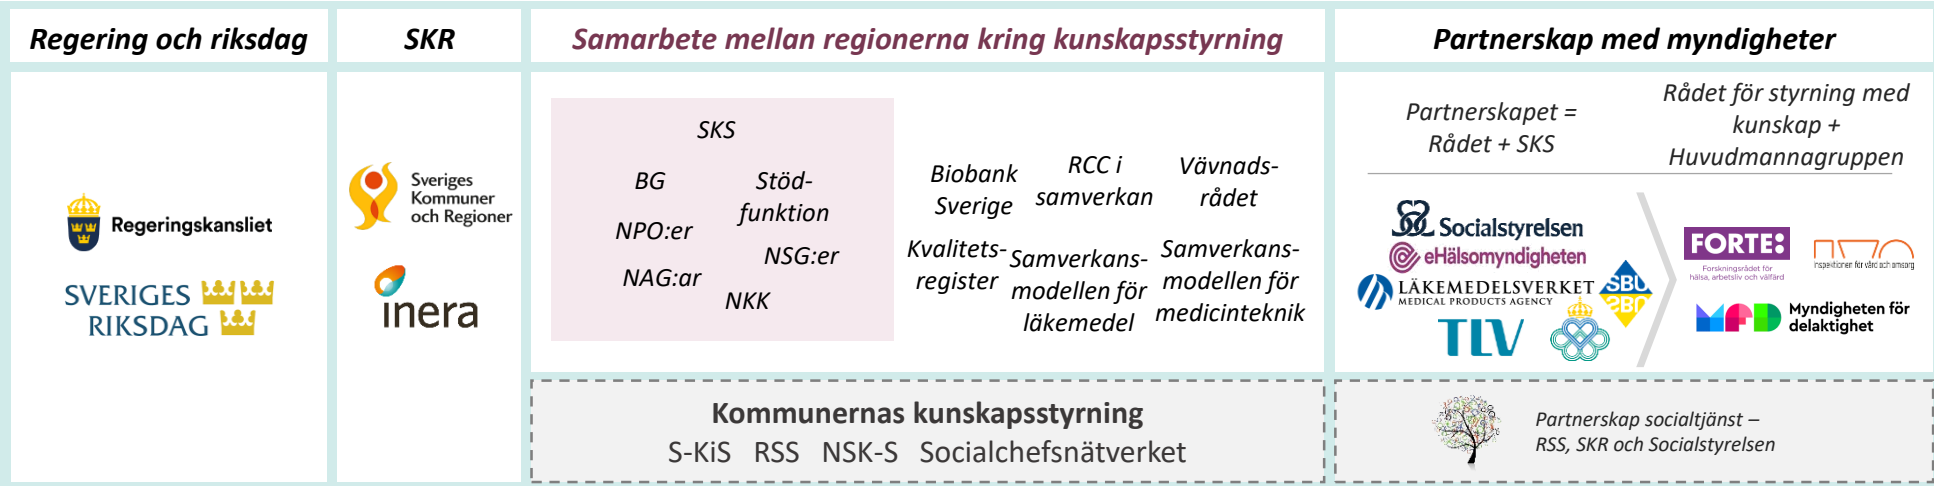 Regering och riksdag
SKR
Samarbete mellan regionerna kring kunskapsstyrning
Partnerskap med myndigheter
Regeringskansliet
SVERIGES
RIKSDAG
Sveriges
Kommuner
och Regioner
inera
SKS
BG
Stöd-
funktion
NPO:er
NSG:er
NAG:ar
NKK
Biobank
Sverige
RCC i
samverkan
Vävnads-
rådet
Kvalitets-
register
Samverkans-
modellen för
läkemedel
Samverkans-
modellen för
medicinteknik
Partnerskapet =
Rådet + SKS
Rådet för styrning med
kunskap +
Huvudmannagruppen
Socialstyrelsen
eHälsomyndigheten
LÄKEMEDELSVERKET
MEDICAL PRODUCTS AGENCY
SBU
TLV
FORTE:
Forskningsrådet för
hälsa, arbetsliv och välfärd
inspektionen för vård och omsorg
MFD
Myndigheten för
delaktighet
Kommunernas kunskapsstyrning
S-KiS RSS NSK-S Socialchefsnätverket
Partnerskap socialtjänst –
RSS, SKR och Socialstyrelsen